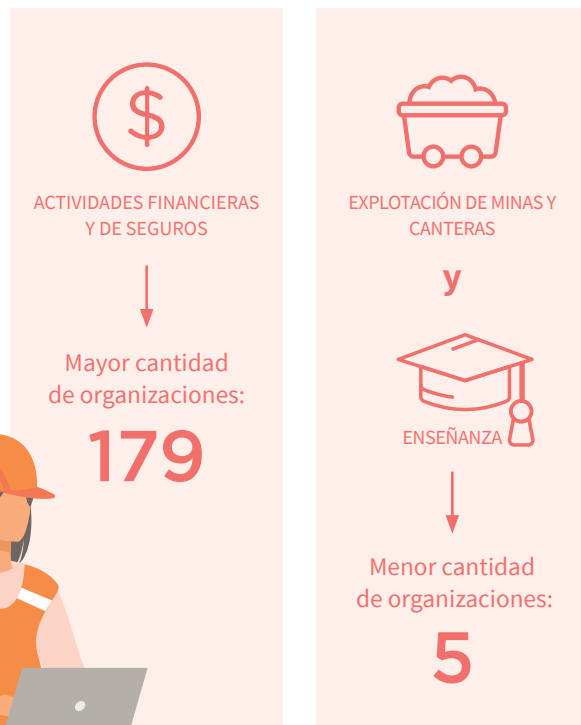 $
ACTIVIDADES FINANCIERAS
Y DE SEGUROS
Mayor cantidad
de organizaciones:
179
EXPLOTACIÓN DE MINAS Y
CANTERAS
y
ENSEÑANZA
Menor cantidad
de organizaciones:
5